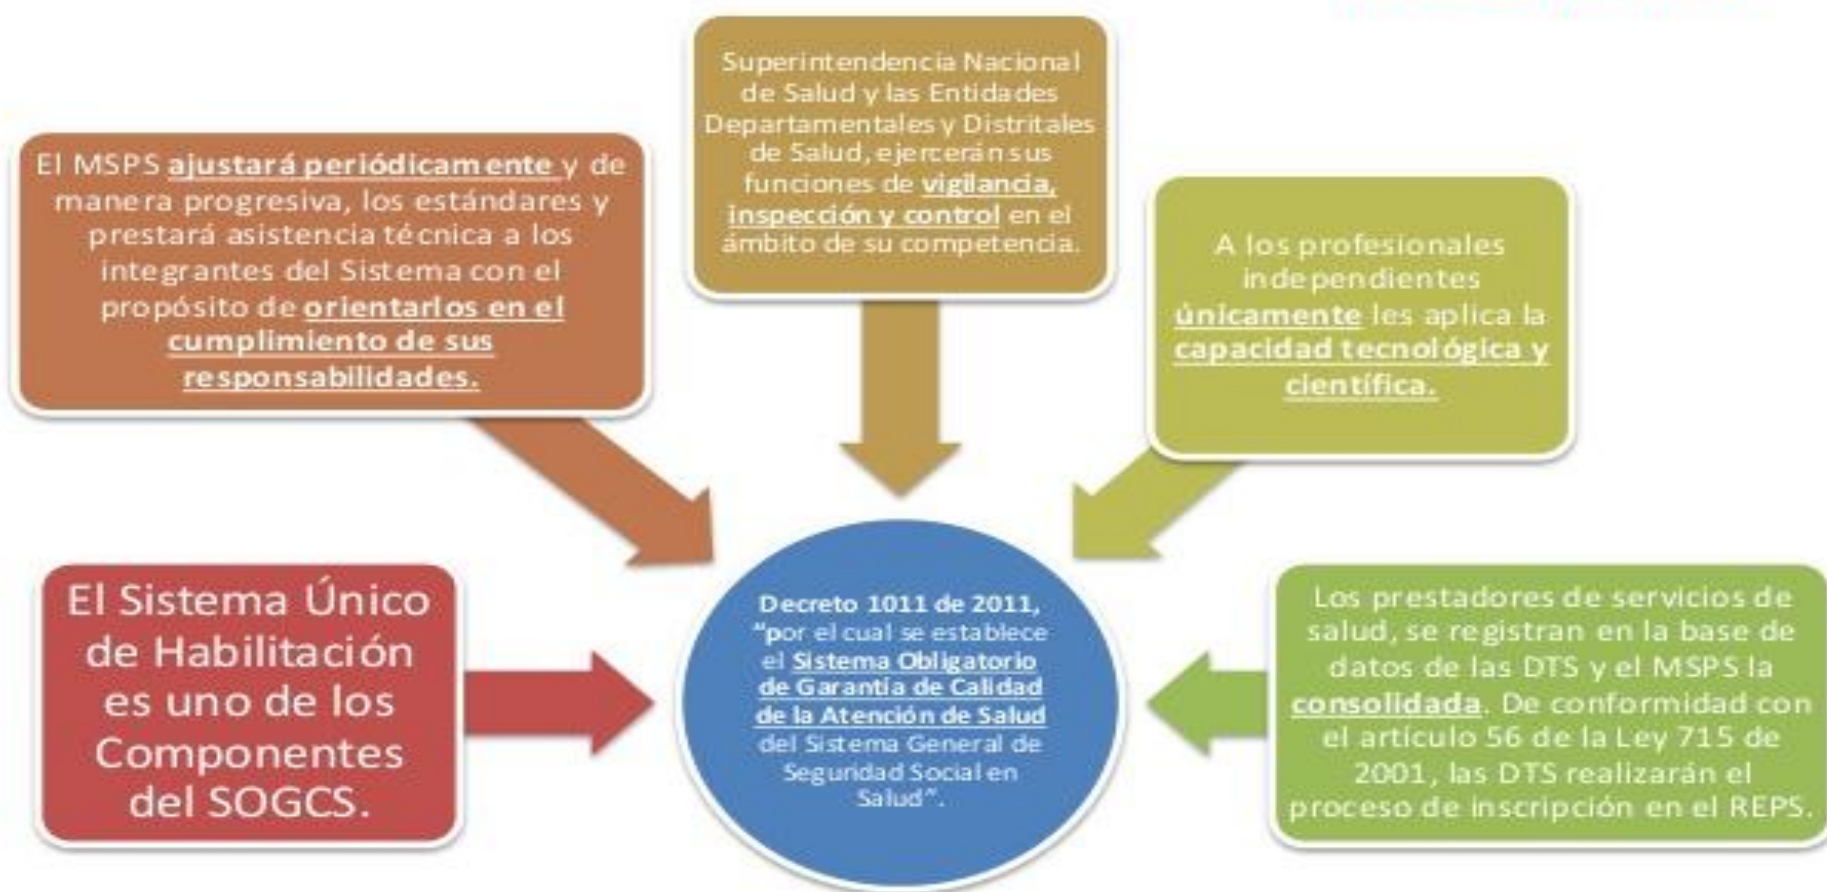 Superintendencia Nacional
de Salud y las Entidades
Departamentales y Distritales
de Salud, ejercerán sus
funciones de vigilancia,
inspección y control en el
ámbito de su competencia.
El MSPS ajustará periódicamente y de
manera progresiva, los estándares y
prestará asistencia técnica a los
integrantes del Sistema con el
propósito de orientarlos en el
cumplimiento de sus
responsabilidades.
A los profesionales
independientes
únicamente les aplica la
capacidad tecnológica y
científica.
El Sistema Único
de Habilitación
es uno de los
Componentes
del SOGCS.
Decreto 1011 de 2011,
“por el cual se establece
el Sistema Obligatorio
de Garantía de Calidad
de la Atención de Salud
del Sistema General de
Seguridad Social en
Salud”.
Los prestadores de servicios de
salud, se registran en la base de
datos de las DTS y el MSPS la
consolidada. De conformidad con
el artículo 56 de la Ley 715 de
2001, las DTS realizarán el
proceso de inscripción en el REPS.